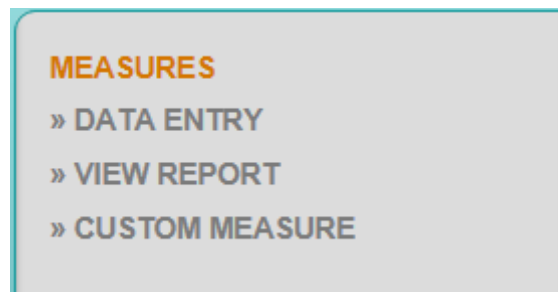 MEASURES
» DATA ENTRY
» VIEW REPORT
» CUSTOM MEASURE